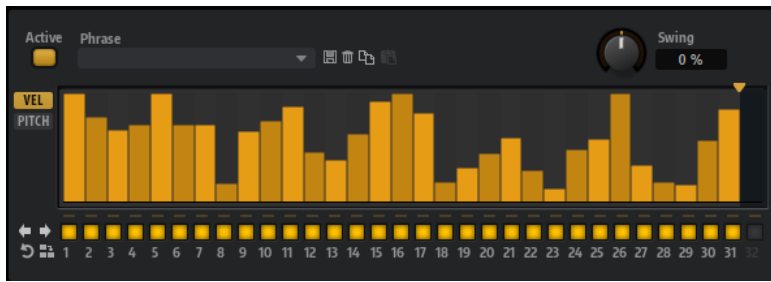 Active Phrase Swing
0 %
VEL
PITCH
1 2 3 4 5 6 7 8 9 10 11 12 13 14 15 16 17 18 19 20 21 22 23 24 25 26 27 28 29 30 31 32